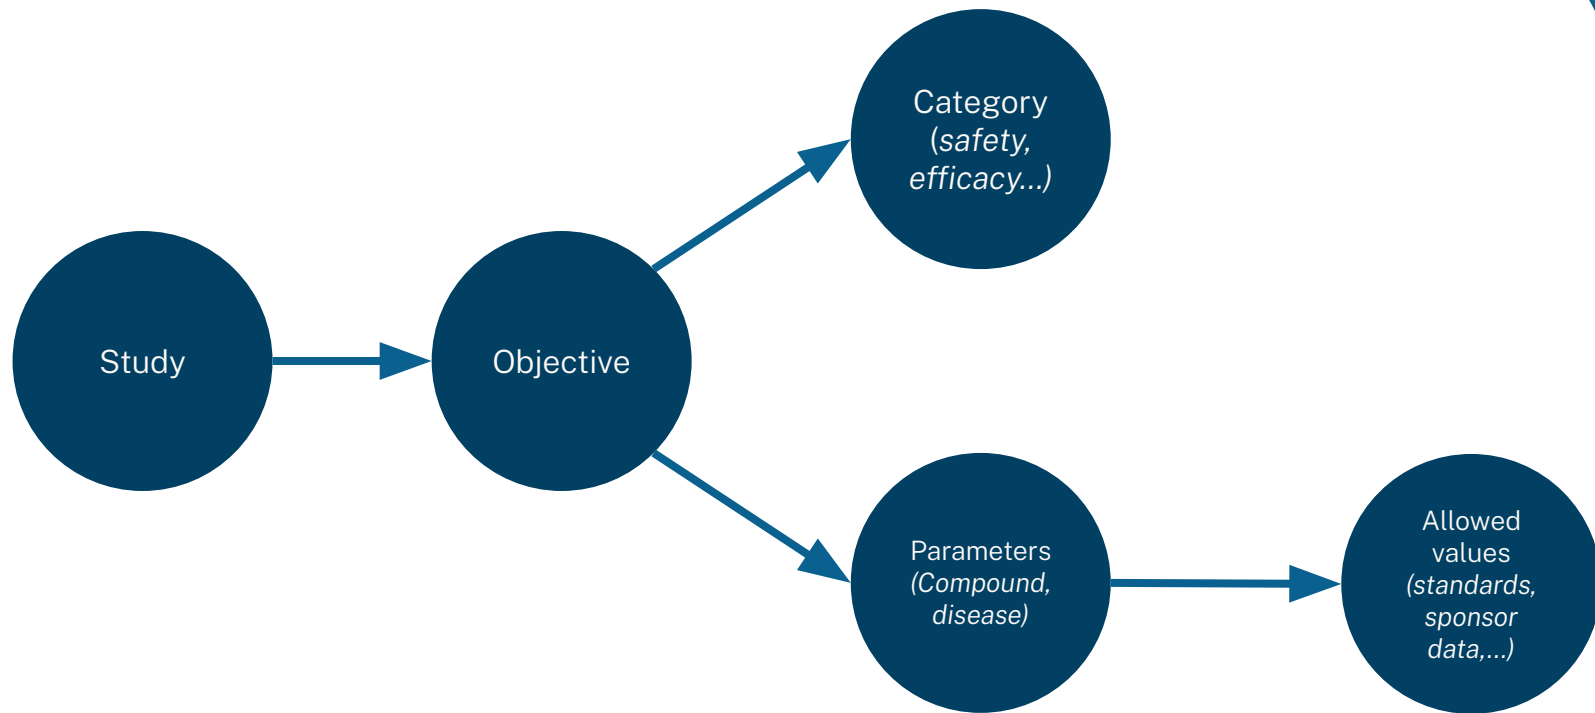 Category
(safety,
efficacy...)
Study
Objective
Parameters
(Compound,
disease)
Allowed
values
(standards,
sponsor
data,...)